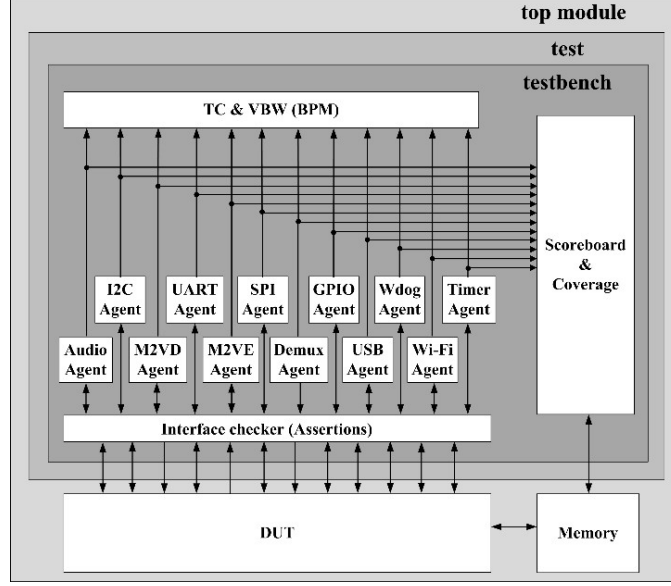 top module
test
testbench
TC & VBW (BPM)
Scoreboard
&
Coverage
I2C
Agent
UART
Agent
SPI
Agent
GPIO
Agent
Wdog
Agent
Timer
Agent
Audio
Agent
M2VD
Agent
M2VE
Agent
Demux
Agent
USB
Agent
Wi-Fi
Agent
Interface checker (Assertions)
DUT
Memory